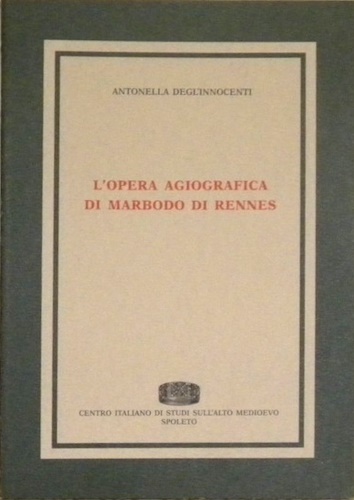 ANTONELLA DEGL'INNOCENTI
L'OPERA AGIOGRAFICA
DI MARBODO DI RENNES
CENTRO ITALIANO DI STUDI SULL'ALTO MEDIOEVO
SPOLETO